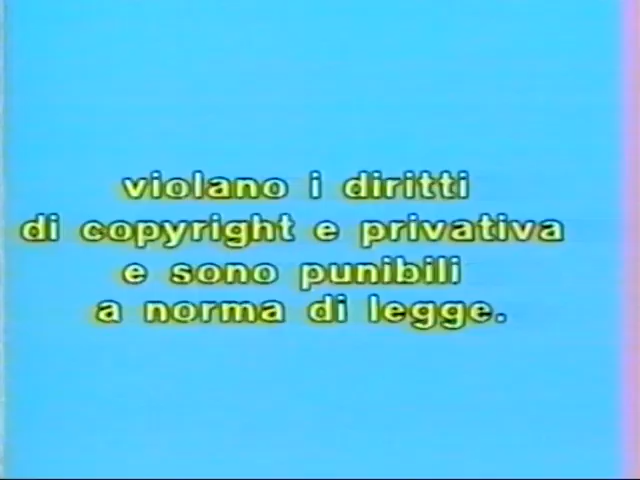 violano i diritti
di copyright e privativa
e sono punibili
a norma di legge.